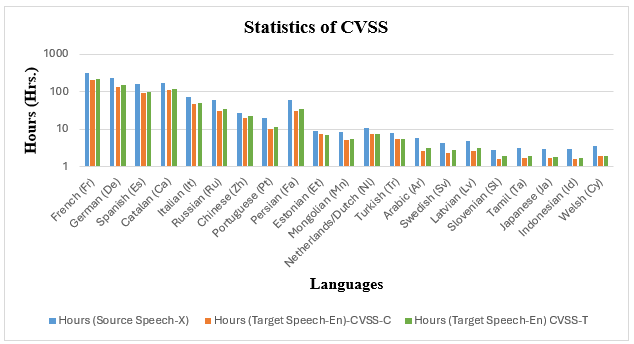 Statistics of CVSS
Hours (Hrs.)
1000
100
10
1
French (Fr)
German (De)
Spanish (Es)
Catalan (Ca)
Italian (It)
Russian (Ru)
Chinese (Zh)
Portuguese (Pt)
Persian (Fa)
Estonian (Et)
Mongolian (Mn)
Netherlands/Dutch (Nl)
Turkish (Tr)
Arabic (Ar)
Swedish (Sv)
Latvian (Lv)
Slovenian (Sl)
Tamil (Ta)
Japanese (Ja)
Indonesian (Id)
Welsh (Cy)
Languages
Hours (Source Speech-X)
Hours (Target Speech-En)-CVSS-C
Hours (Target Speech-En) CVSS-T